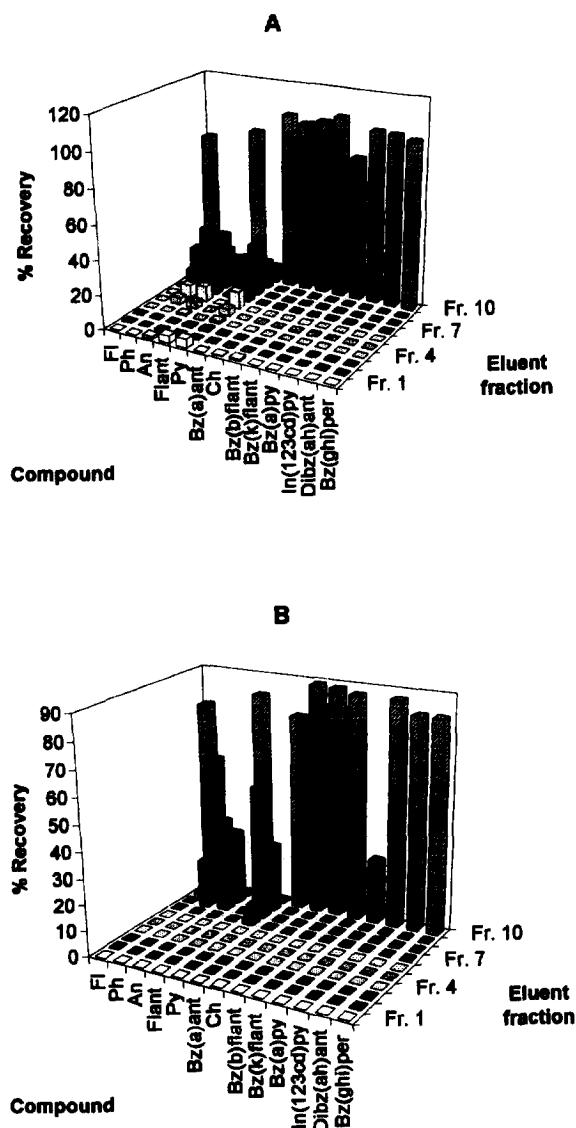 A
120
100
80
60
40
20
0
% Recovery
Fl
Ph
An
Flant
Py
Bz(a)ant
Ch
Bz(b)flant
Bz(k)flant
Bz(a)py
In(123cd)py
Dibz(ah)ant
Bz(ghi)per
Fr. 10
Fr. 7
Fr. 4
Fr. 1
Eluent
fraction
Compound
B
90
80
70
60
50
40
30
20
10
0
% Recovery
Fl
Ph
An
Flant
Py
Bz(a)ant
Ch
Bz(b)flant
Bz(k)flant
Bz(a)py
In(123cd)py
Dibz(ah)ant
Bz(ghi)per
Fr. 10
Fr. 7
Fr. 4
Fr. 1
Eluent
fraction
Compound